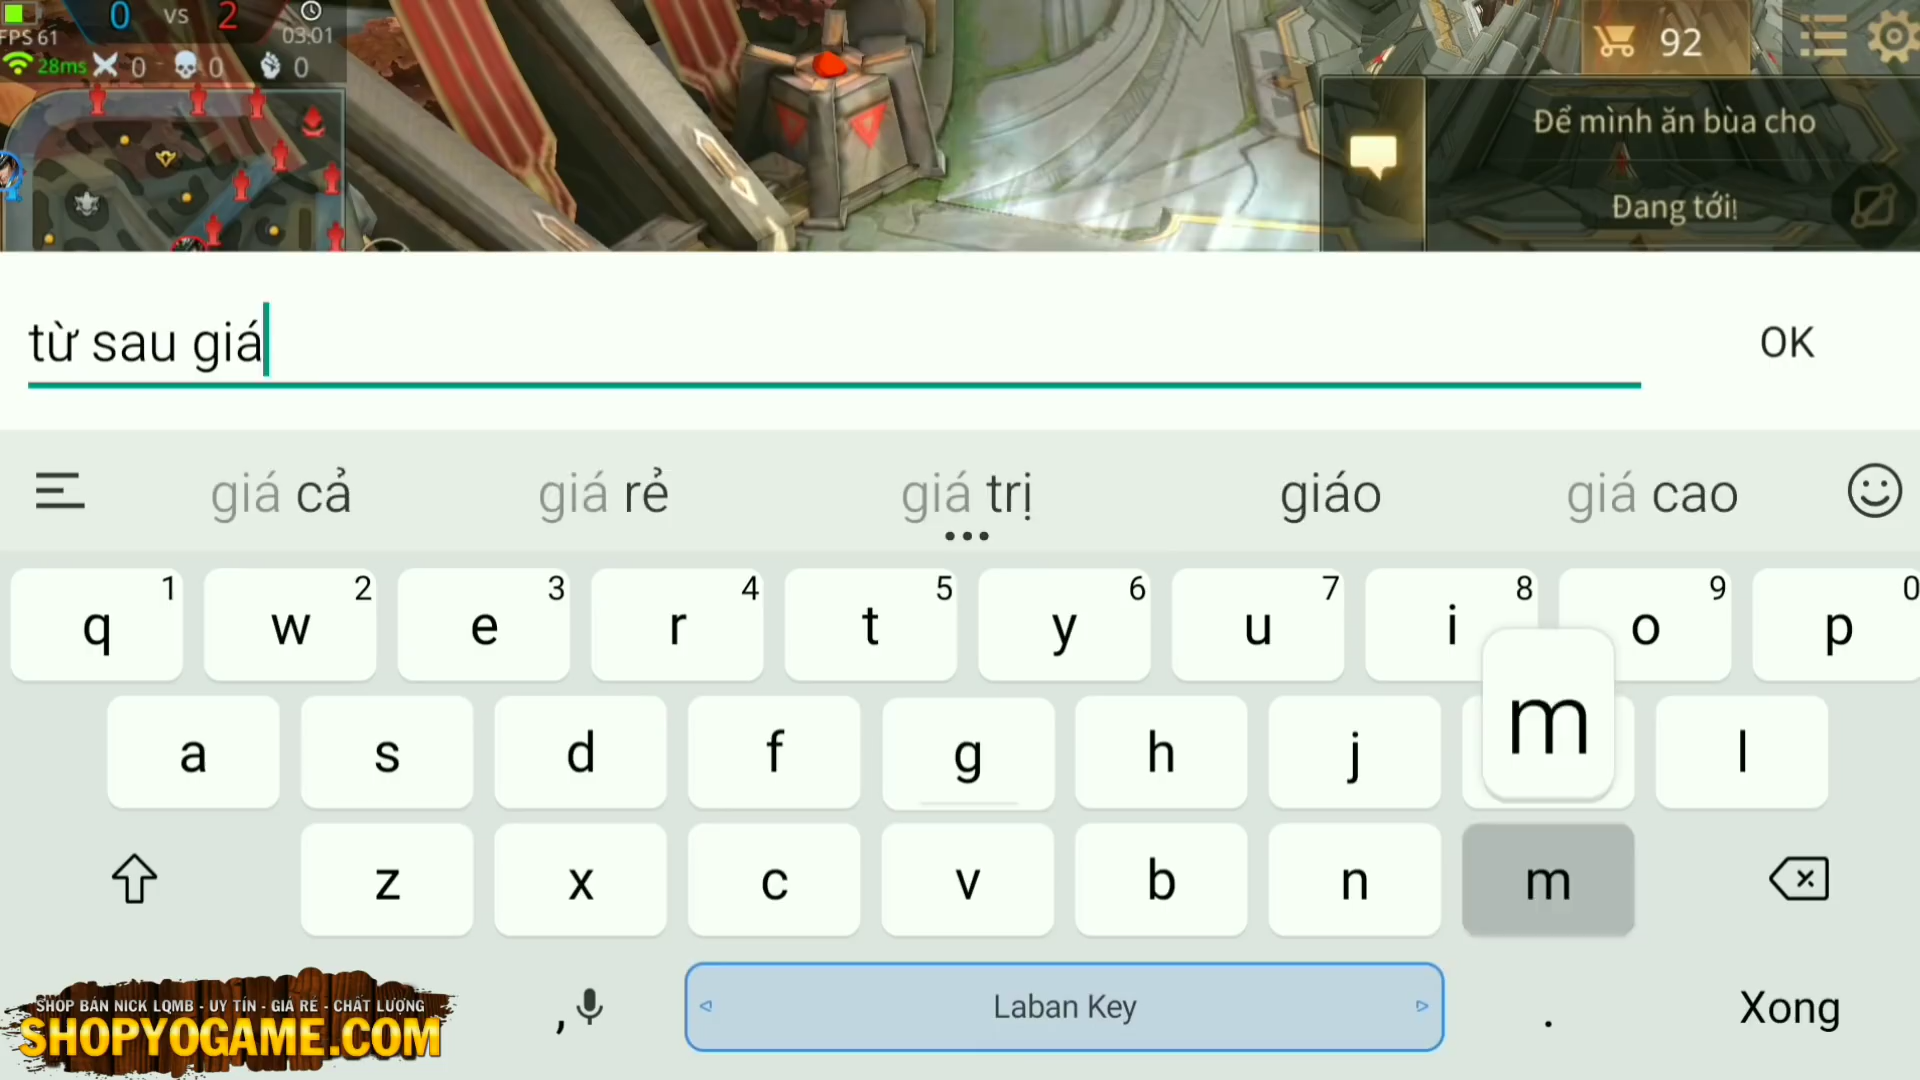 0 vs 2
FPS 61
03:01
28ms
0
0
0
92
Để mình ăn bùa cho
Đang tới!
từ sau giá
OK
giá cả
giá rẻ
giá trị
giáo
giá cao
q 1 w 2 e 3 r 4 t 5 y 6 u 7 i 8 o 9 p 0
a s d f g h j m l
z x c v b n m
, Laban Key . Xong
SHOP BÁN NICK LQMB - UY TÍN - GIÁ RẺ - CHẤT LƯỢNG
SHOPYOGAME.COM